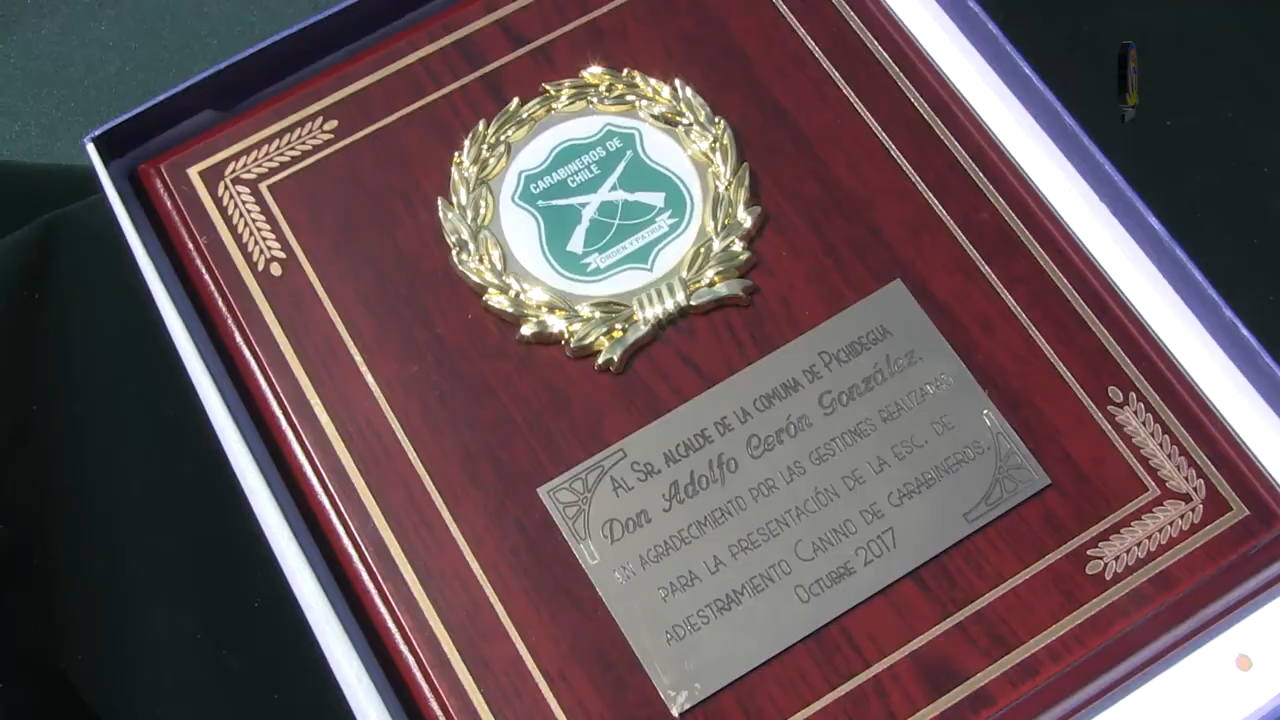 CARABINEROS DE
CHILE
ORDEN Y PATRIA
AL SR. ALCALDE DE LA COMUNA DE PICHIDEGUA
Don Adolfo Cerón González.
EN AGRADECIMIENTO POR LAS GESTIONES REALIZADAS
PARA LA PRESENTACIÓN DE LA ESC. DE
ADIESTRAMIENTO CANINO DE CARABINEROS.
OCTUBRE 2017